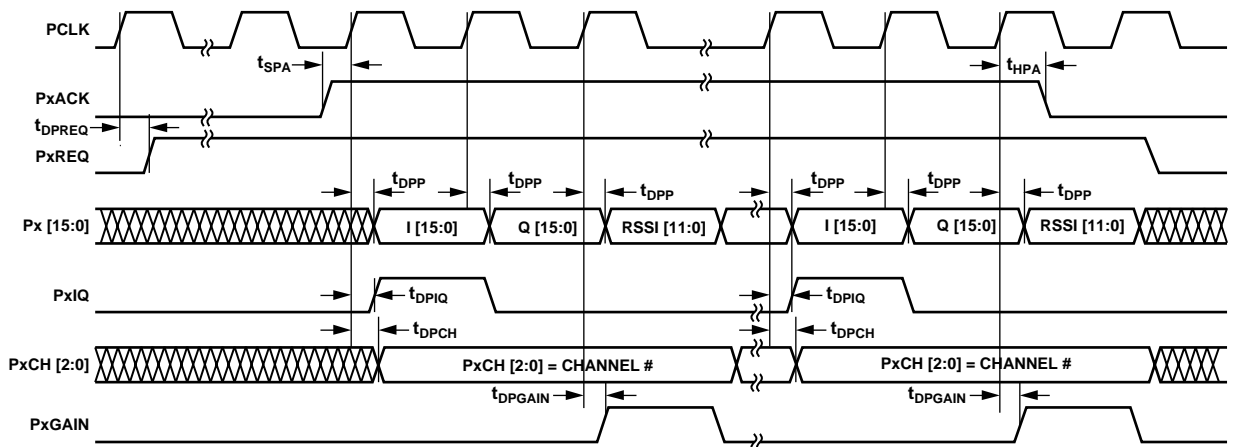 PCLK
tSPA
tHPA
PxACK
tDPREQ
PxREQ
tDPP tDPP tDPP tDPP tDPP tDPP
Px [15:0] I [15:0] Q [15:0] RSSI [11:0] I [15:0] Q [15:0] RSSI [11:0]
PxIQ tDPIQ tDPIQ
tDPCH tDPCH
PxCH [2:0] PxCH [2:0] = CHANNEL # PxCH [2:0] = CHANNEL #
tDPGAIN tDPGAIN
PxGAIN